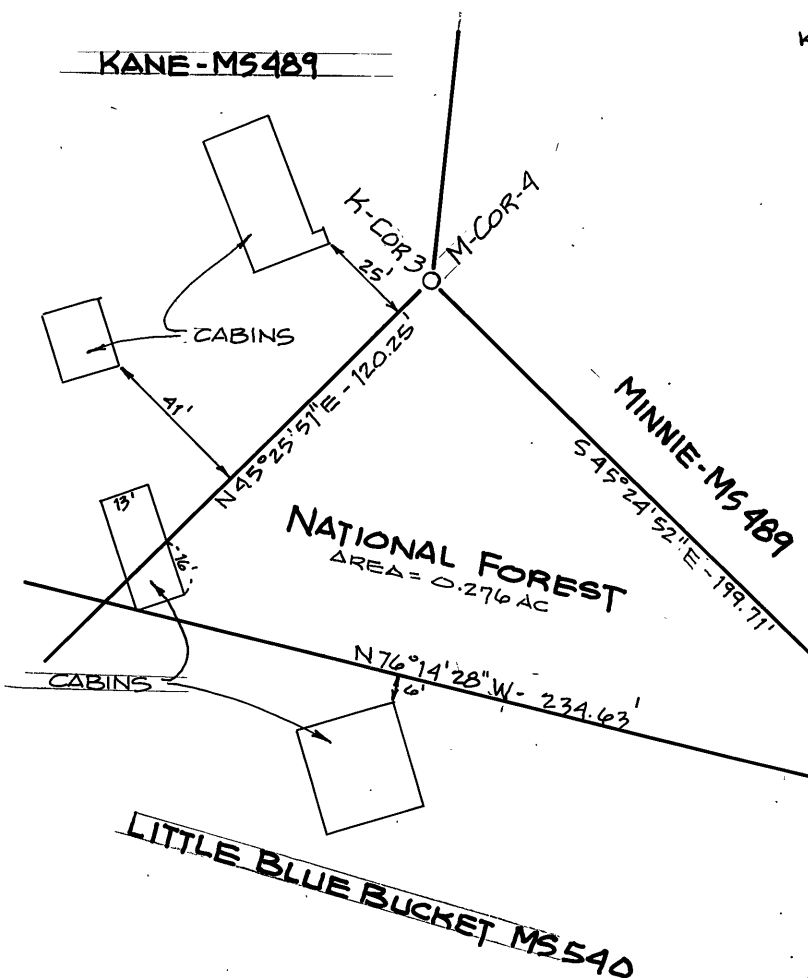 KANE-MS489
K-COR 3
M-COR-4
25'
CABINS
N45°25'51"E - 120.25'
41'
MINNIE-MS489
S45°24'52"E - 199.71'
13'
16'
NATIONAL FOREST
AREA = 0.276 AC
N76°14'28"W - 234.63'
CABINS
6'
LITTLE BLUE BUCKET MS540